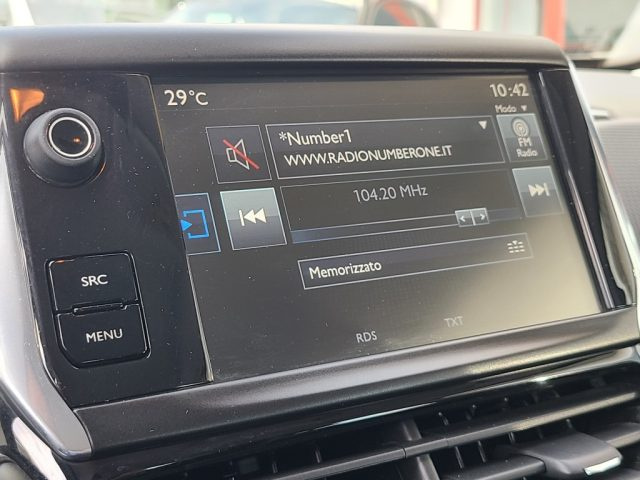 29°C
10:42
Modo
*Number1
WWW.RADIONUMBERONE.IT
FM
Radio
104.20 MHz
SRC
Memorizzato
MENU
RDS
TXT